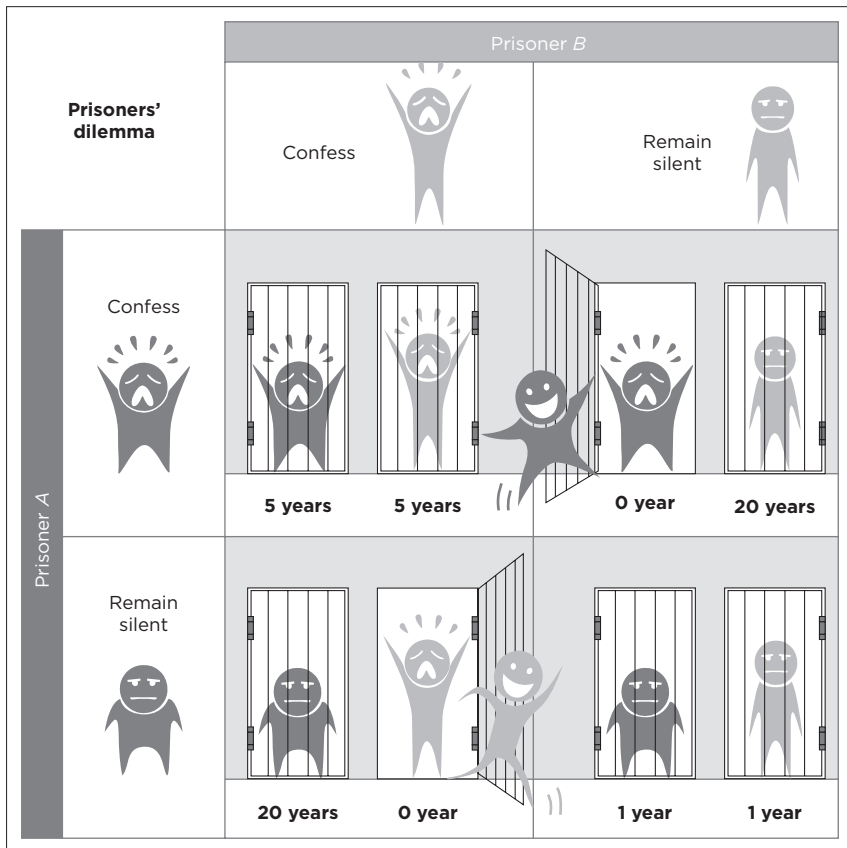 Prisoner B
Prisoners'
dilemma
Confess
Remain
silent
Prisoner A
Confess
5 years
5 years
0 year
20 years
Remain
silent
20 years
0 year
1 year
1 year